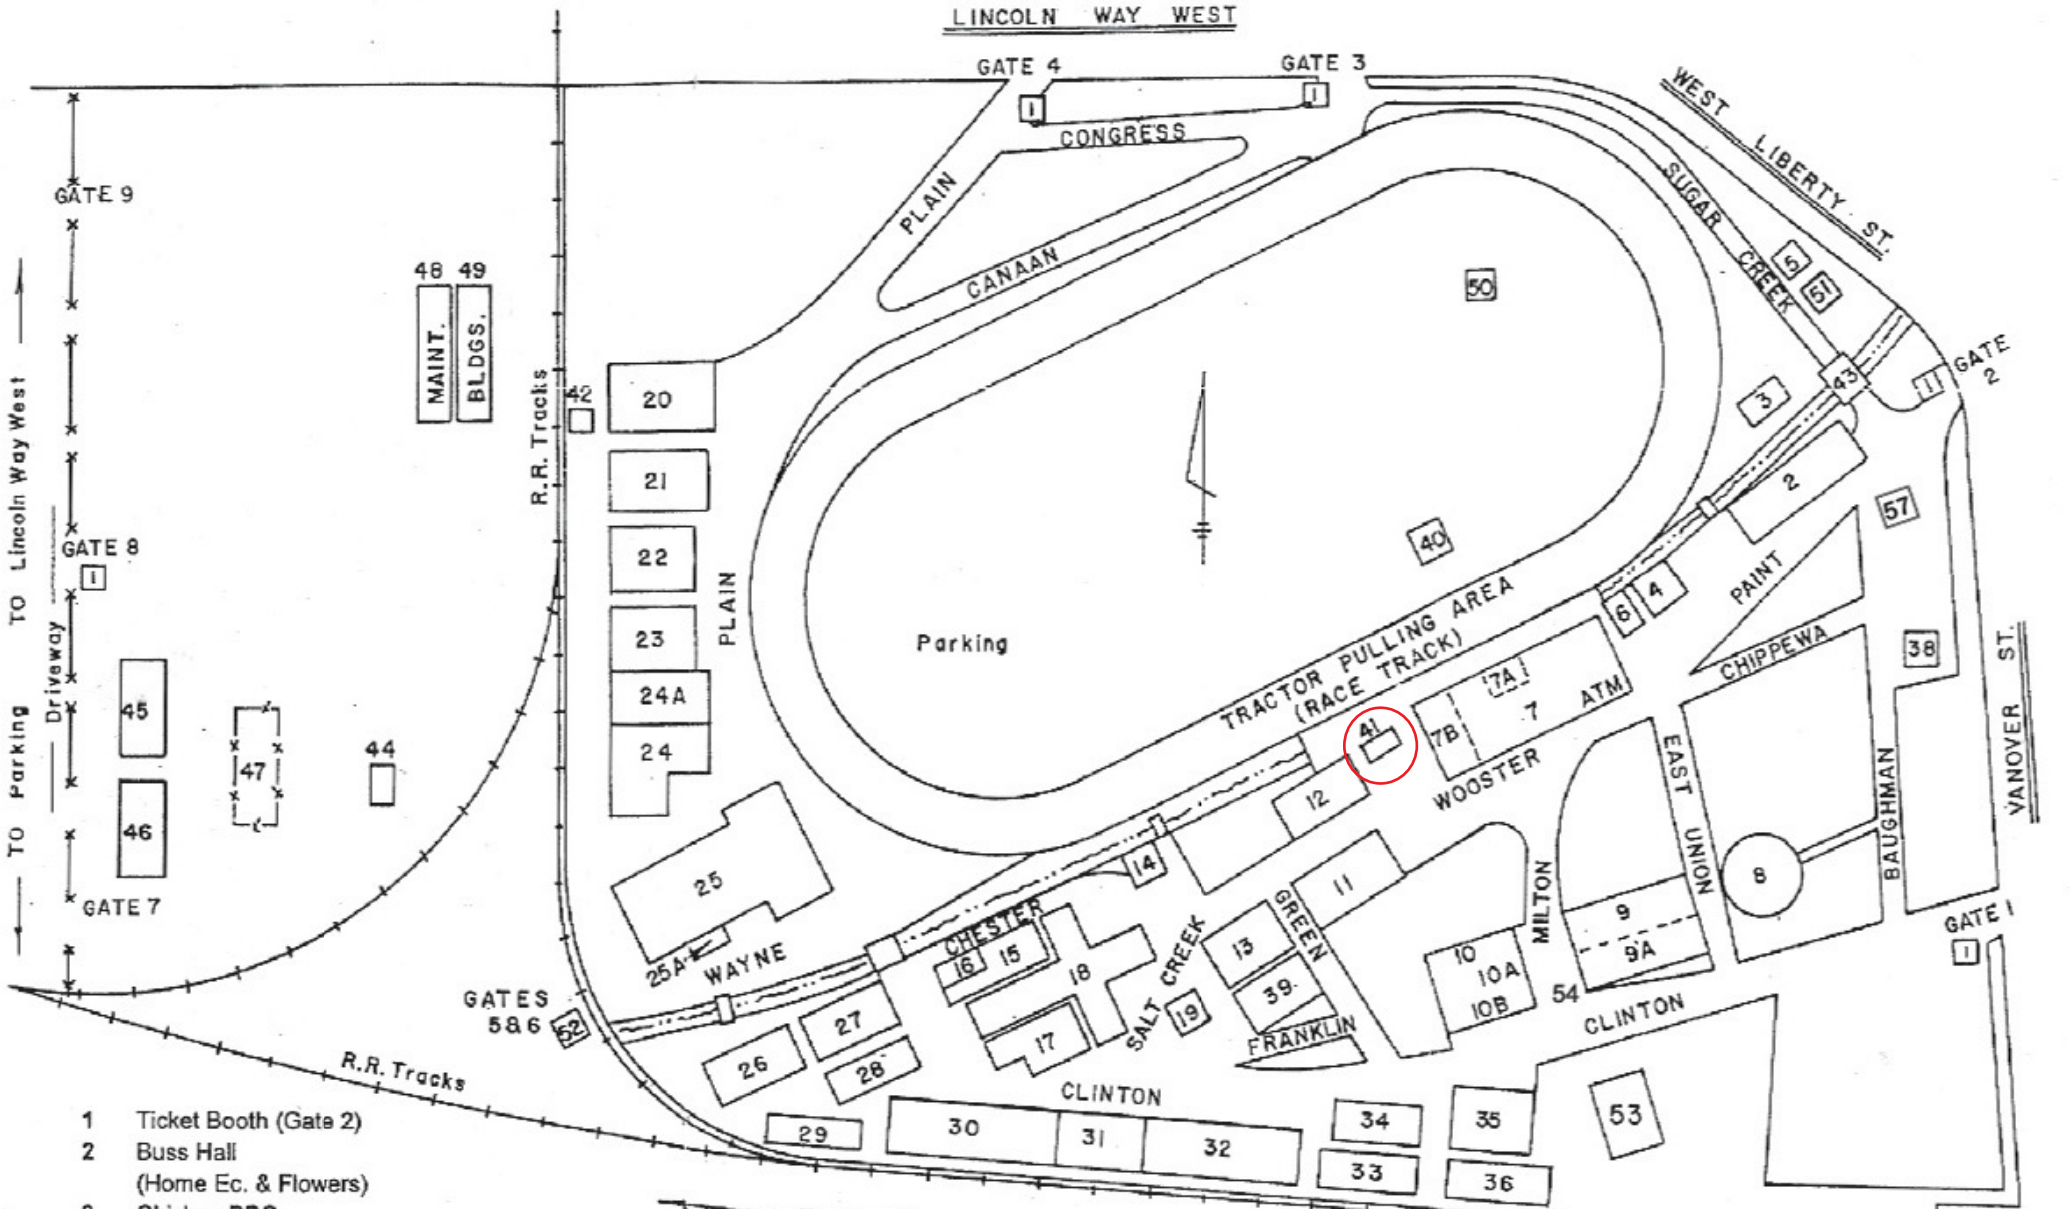 LINCOLN WAY WEST
GATE 4
GATE 3
1
1
CONGRESS
WEST LIBERTY ST.
GATE 9
PLAIN
SUGAR CREEK
CANAAN
5
51
50
48
49
MAINT.
BLDGS.
43
GATE 2
1
3
42
20
R.R. Tracks
TO Parking
TO Lincoln Way West
21
2
57
GATE 8
1
22
40
PAINT
6
4
PLAIN
23
Parking
TRACTOR PULLING AREA
(RACE TRACK)
CHIPPEWA
38
VANOVER ST.
Driveway
45
24A
7A
7
ATM
7B
41
24
44
47
WOOSTER
EAST UNION
BAUGHMAN
46
12
14
25
11
8
MILTON
GREEN
GATE 7
CHESTER
9
9A
GATE 1
1
25A
WAYNE
16
15
18
SALT CREEK
13
10
10A
10B
39
54
GATES
5&6
52
27
17
19
FRANKLIN
CLINTON
26
28
R.R. Tracks
CLINTON
29
30
31
32
34
33
35
36
53
1 Ticket Booth (Gate 2)
2 Buss Hall
(Home Ec. & Flowers)